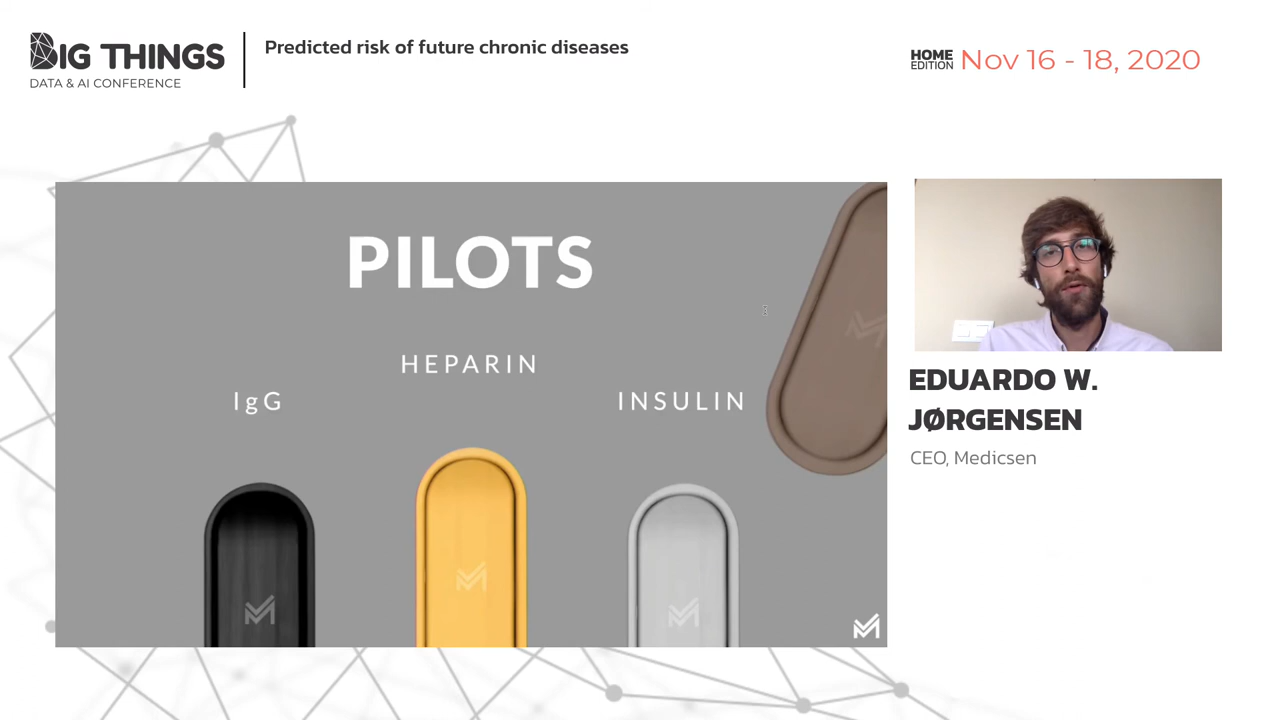 BIG THINGS
DATA & AI CONFERENCE
Predicted risk of future chronic diseases
HOME
EDITION
Nov 16 - 18, 2020
PILOTS
HEPARIN
IgG
INSULIN
EDUARDO W.
JØRGENSEN
CEO, Medicsen